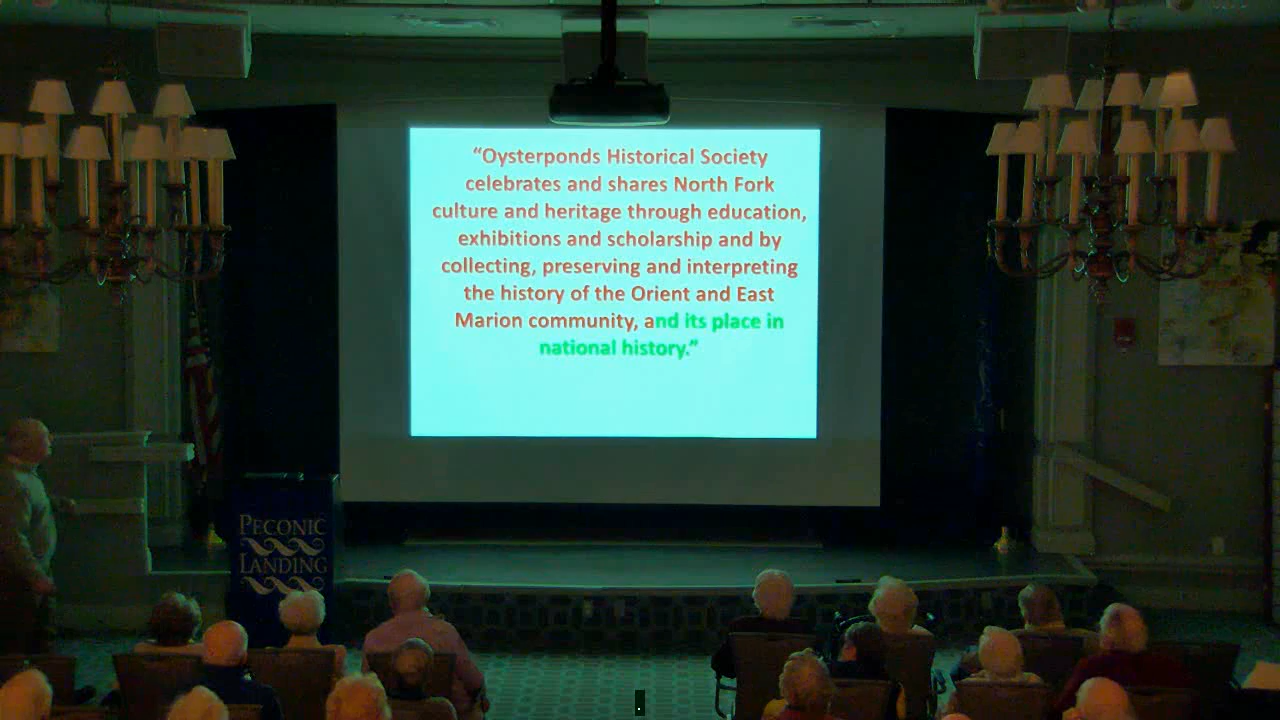 “Oysterponds Historical Society
celebrates and shares North Fork
culture and heritage through education,
exhibitions and scholarship and by
collecting, preserving and interpreting
the history of the Orient and East
Marion community, and its place in
national history.”
PECONIC
LANDING